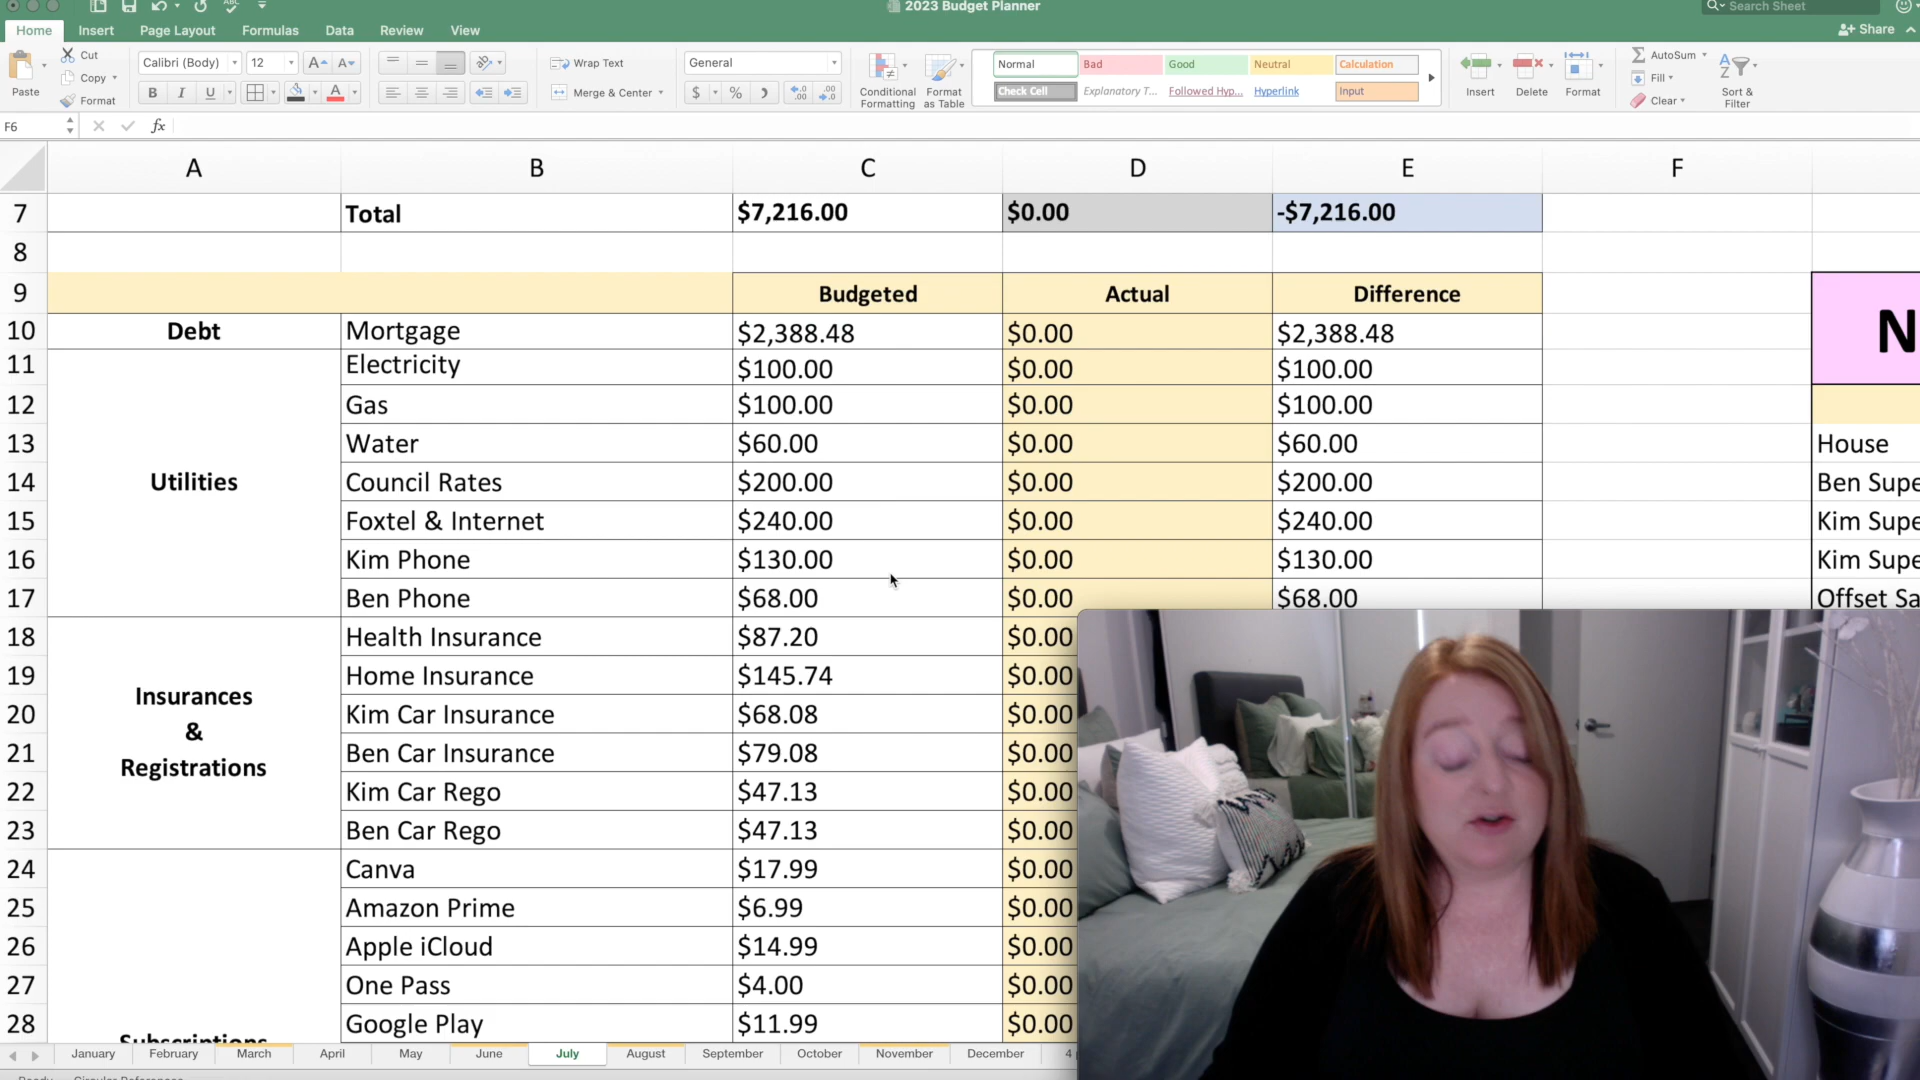 2023 Budget Planner
Search Sheet
Home Insert Page Layout Formulas Data Review View
Share
Paste
Cut
Copy
Format
Calibri (Body) 12
B I U
Wrap Text
Merge & Center
General
$ % )
Conditional Formatting
Format as Table
Normal Bad Good Neutral Calculation
Check Cell Explanatory T... Followed Hyp... Hyperlink Input
Insert Delete Format
AutoSum
Fill
Clear
Sort & Filter
F6 fx
A B C D E F
7 Total $7,216.00 $0.00 -$7,216.00
8
9 Budgeted Actual Difference
10 Debt Mortgage $2,388.48 $0.00 $2,388.48 N
11 Electricity $100.00 $0.00 $100.00
12 Gas $100.00 $0.00 $100.00
13 Water $60.00 $0.00 $60.00 House
14 Utilities Council Rates $200.00 $0.00 $200.00 Ben Supe
15 Foxtel & Internet $240.00 $0.00 $240.00 Kim Supe
16 Kim Phone $130.00 $0.00 $130.00 Kim Supe
17 Ben Phone $68.00 $0.00 $68.00 Offset Sa
18 Health Insurance $87.20 $0.00
19 Home Insurance $145.74 $0.00
Insurances
&
Registrations
20 Kim Car Insurance $68.08 $0.00
21 Ben Car Insurance $79.08 $0.00
22 Kim Car Rego $47.13 $0.00
23 Ben Car Rego $47.13 $0.00
24 Canva $17.99 $0.00
25 Amazon Prime $6.99 $0.00
26 Apple iCloud $14.99 $0.00
27 One Pass $4.00 $0.00
28 Subscriptions Google Play $11.99 $0.00
January February March April May June July August September October November December 4
Ready Circular References